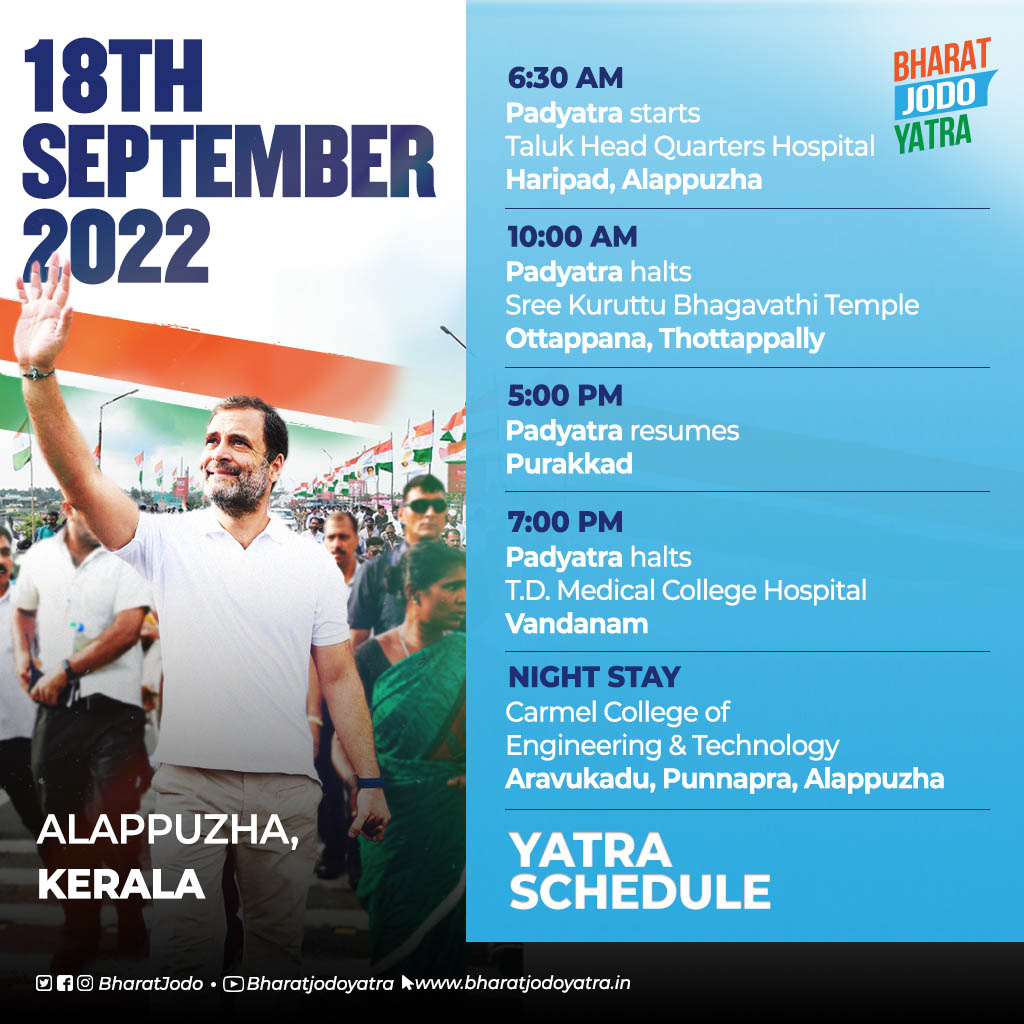 18TH
SEPTEMBER
2022
ALAPPUZHA,
KERALA
BHARAT
JODO
YATRA
6:30 AM
Padyatra starts
Taluk Head Quarters Hospital
Haripad, Alappuzha
10:00 AM
Padyatra halts
Sree Kuruttu Bhagavathi Temple
Ottappana, Thottappally
5:00 PM
Padyatra resumes
Purakkad
7:00 PM
Padyatra halts
T.D. Medical College Hospital
Vandanam
NIGHT STAY
Carmel College of
Engineering & Technology
Aravukadu, Punnapra, Alappuzha
YATRA
SCHEDULE
BharatJodo • Bharatjodoyatra www.bharatjodoyatra.in